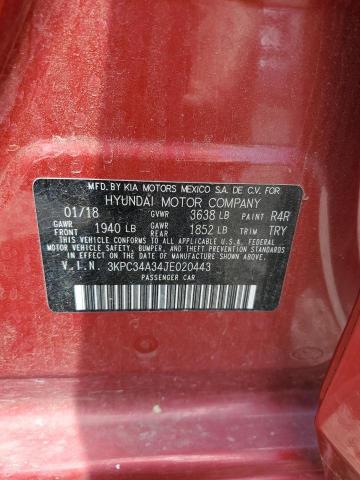 MFD. BY KIA MOTORS MEXICO S.A. DE C.V. FOR
HYUNDAI MOTOR COMPANY
01/18 GVWR 3638 LB PAINT R4R
GAWR FRONT 1940 LB GAWR REAR 1852 LB TRIM TRY
THIS VEHICLE CONFORMS TO ALL APPLICABLE U.S.A. FEDERAL
MOTOR VEHICLE SAFETY, BUMPER, AND THEFT PREVENTION STANDARDS
IN EFFECT ON THE DATE OF MANUFACTURE SHOWN ABOVE.
V.I.N. 3KPC34A34JE020443
PASSENGER CAR